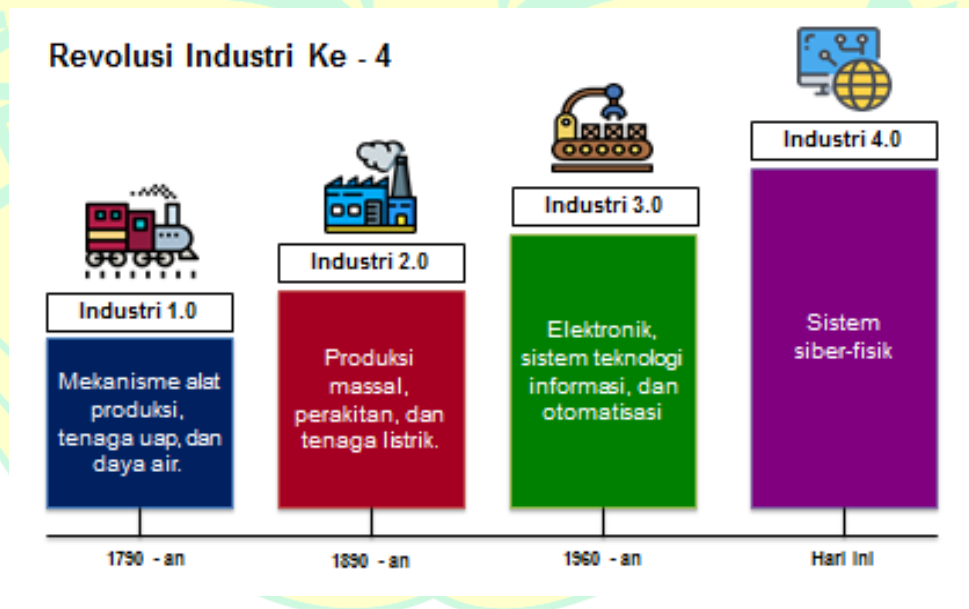 Revolusi Industri Ke - 4
Industri 1.0
Mekanisme alat
produksi,
tenaga uap, dan
daya air.
1790 - an
Industri 2.0
Produksi
massal,
perakitan, dan
tenaga listrik.
1890 - an
Industri 3.0
Elektronik,
sistem teknologi
informasi, dan
otomatisasi
1960 - an
Industri 4.0
Sistem
siber-fisik
Hari Ini